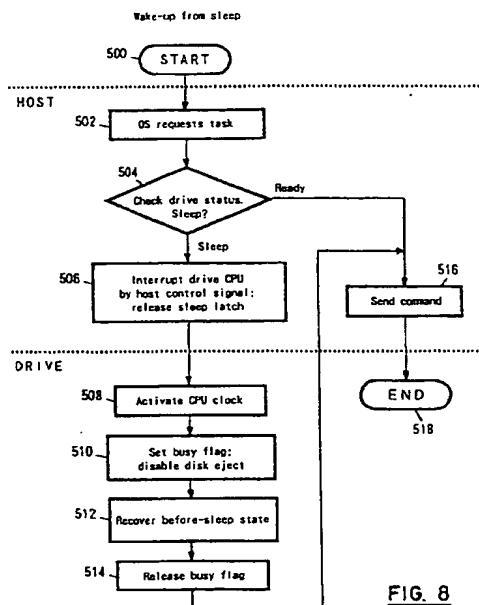 Wake-up from sleep
500
START
HOST
502
OS requests task
504
Check drive status.
Sleep?
Ready
Sleep
506
Interrupt drive CPU
by host control signal;
release sleep latch
516
Send command
DRIVE
508
Activate CPU clock
END
518
510
Set busy flag;
disable disk eject
512
Recover before-sleep state
514
Release busy flag
FIG. 8